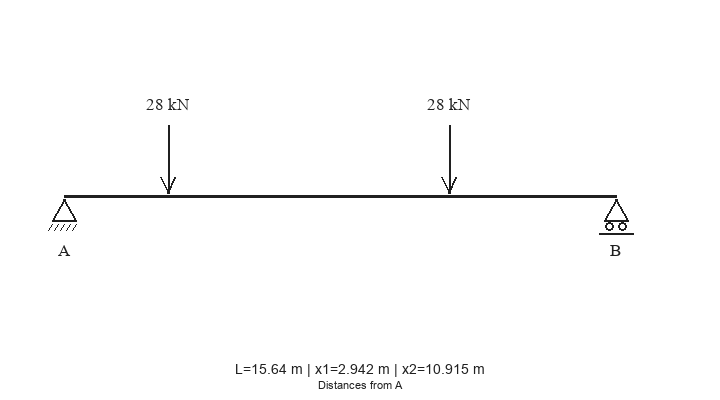 28 kN 28 kN
A B
L=15.64 m | x1=2.942 m | x2=10.915 m
Distances from A